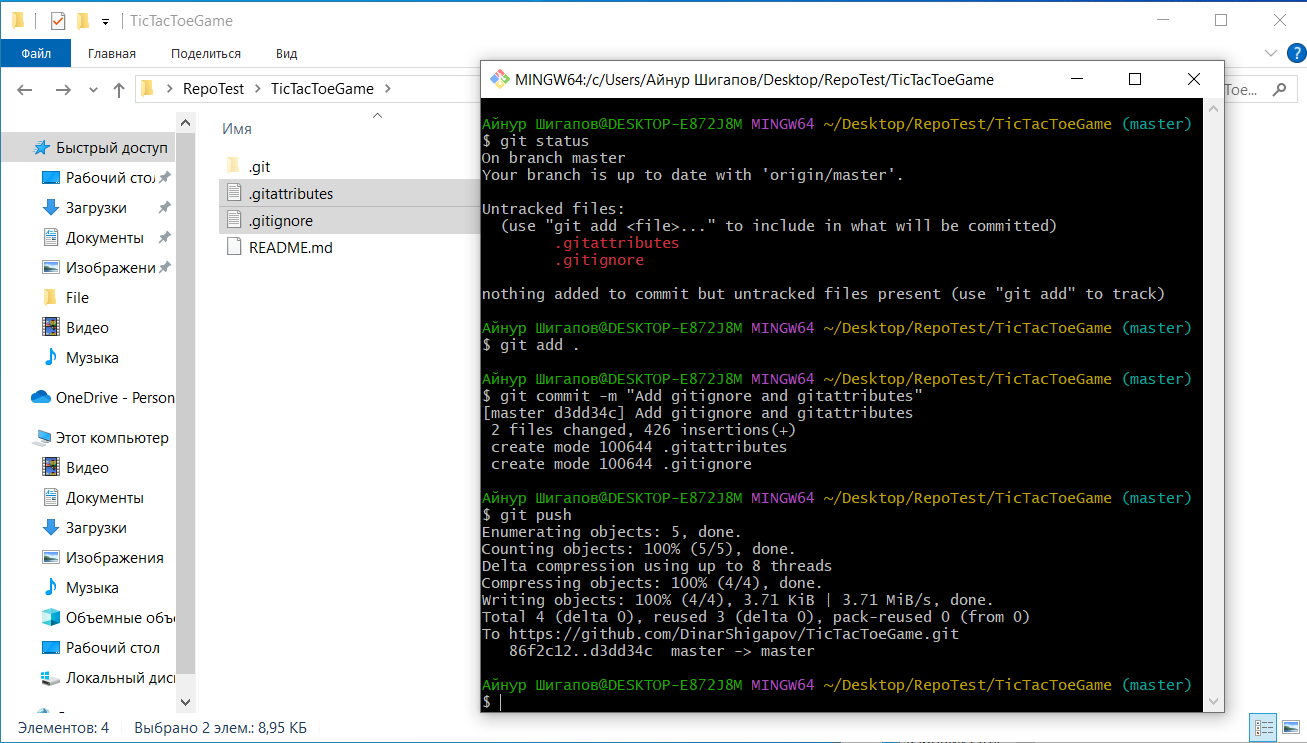 TicTacToeGame
Файл Главная Поделиться Вид
RepoTest TicTacToeGame
Тое...
Имя
.git
.gitattributes
.gitignore
README.md
Быстрый доступ
Рабочий стол
Загрузки
Документы
Изображени
File
Видео
Музыка
OneDrive - Person
Этот компьютер
Видео
Документы
Загрузки
Изображения
Музыка
Объемные объ
Рабочий стол
Локальный дис
Элементов: 4 Выбрано 2 элем.: 8,95 КБ
MINGW64:/c/Users/Айнур Шигапов/Desktop/RepoTest/TicTacToeGame
Айнур Шигапов@DESKTOP-E872J8M MINGW64 ~/Desktop/RepoTest/TicTacToeGame (master)
$ git status
On branch master
Your branch is up to date with 'origin/master'.
Untracked files:
(use "git add <file>..." to include in what will be committed)
.gitattributes
.gitignore
nothing added to commit but untracked files present (use "git add" to track)
Айнур Шигапов@DESKTOP-E872J8M MINGW64 ~/Desktop/RepoTest/TicTacToeGame (master)
$ git add .
Айнур Шигапов@DESKTOP-E872J8M MINGW64 ~/Desktop/RepoTest/TicTacToeGame (master)
$ git commit -m "Add gitignore and gitattributes"
[master d3dd34c] Add gitignore and gitattributes
2 files changed, 426 insertions(+)
create mode 100644 .gitattributes
create mode 100644 .gitignore
Айнур Шигапов@DESKTOP-E872J8M MINGW64 ~/Desktop/RepoTest/TicTacToeGame (master)
$ git push
Enumerating objects: 5, done.
Counting objects: 100% (5/5), done.
Delta compression using up to 8 threads
Compressing objects: 100% (4/4), done.
Writing objects: 100% (4/4), 3.71 KiB | 3.71 MiB/s, done.
Total 4 (delta 0), reused 3 (delta 0), pack-reused 0 (from 0)
To https://github.com/DinarShigapov/TicTacToeGame.git
86f2c12..d3dd34c master -> master
Айнур Шигапов@DESKTOP-E872J8M MINGW64 ~/Desktop/RepoTest/TicTacToeGame (master)
$